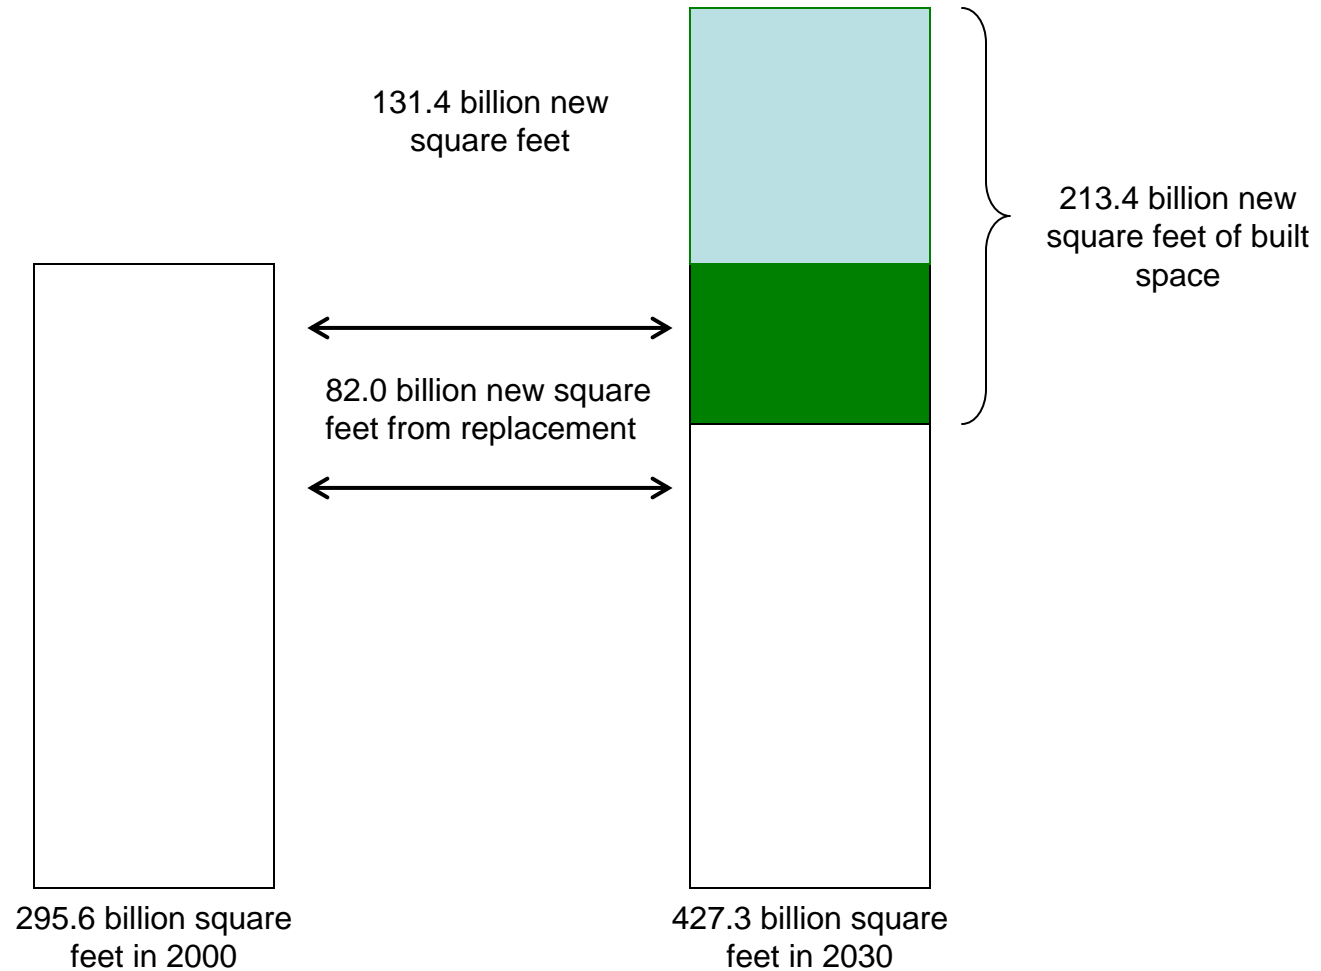 131.4 billion new
square feet
213.4 billion new
square feet of built
space
82.0 billion new square
feet from replacement
295.6 billion square
feet in 2000
427.3 billion square
feet in 2030